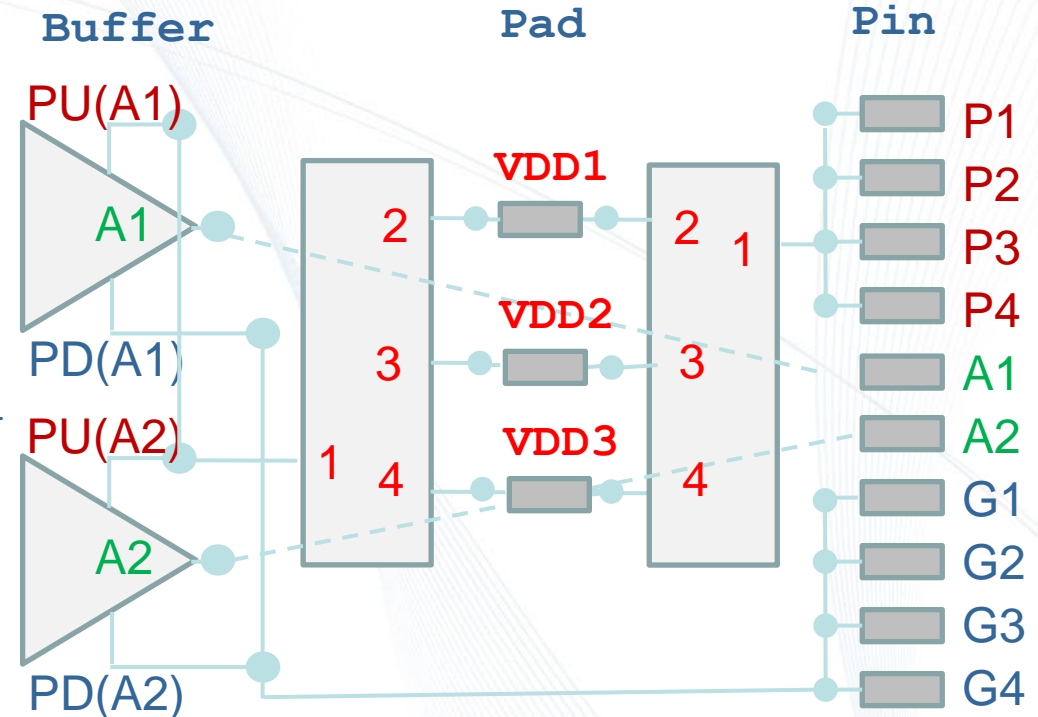 Buffer
Pad
Pin
PU(A1)
A1
PD(A1)
PU(A2)
A2
PD(A2)
2
3
1
4
VDD1
VDD2
VDD3
2
1
3
4
P1
P2
P3
P4
A1
A2
G1
G2
G3
G4